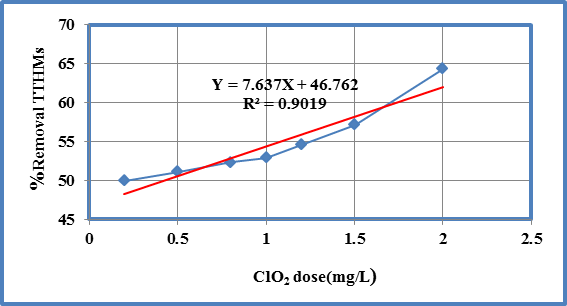 70
65
60
55
50
45
%Removal TTHMs
Y = 7.637X + 46.762
R² = 0.9019
0 0.5 1 1.5 2 2.5
ClO₂ dose(mg/L)